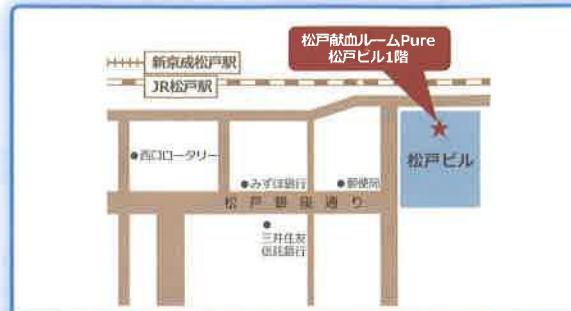 松戸献血ルームPure
松戸ビル1階
新京成松戸駅
JR松戸駅
松戸ビル
西口ロータリー
みずほ銀行
郵便局
松戸銀座通り
三井住友
信託銀行